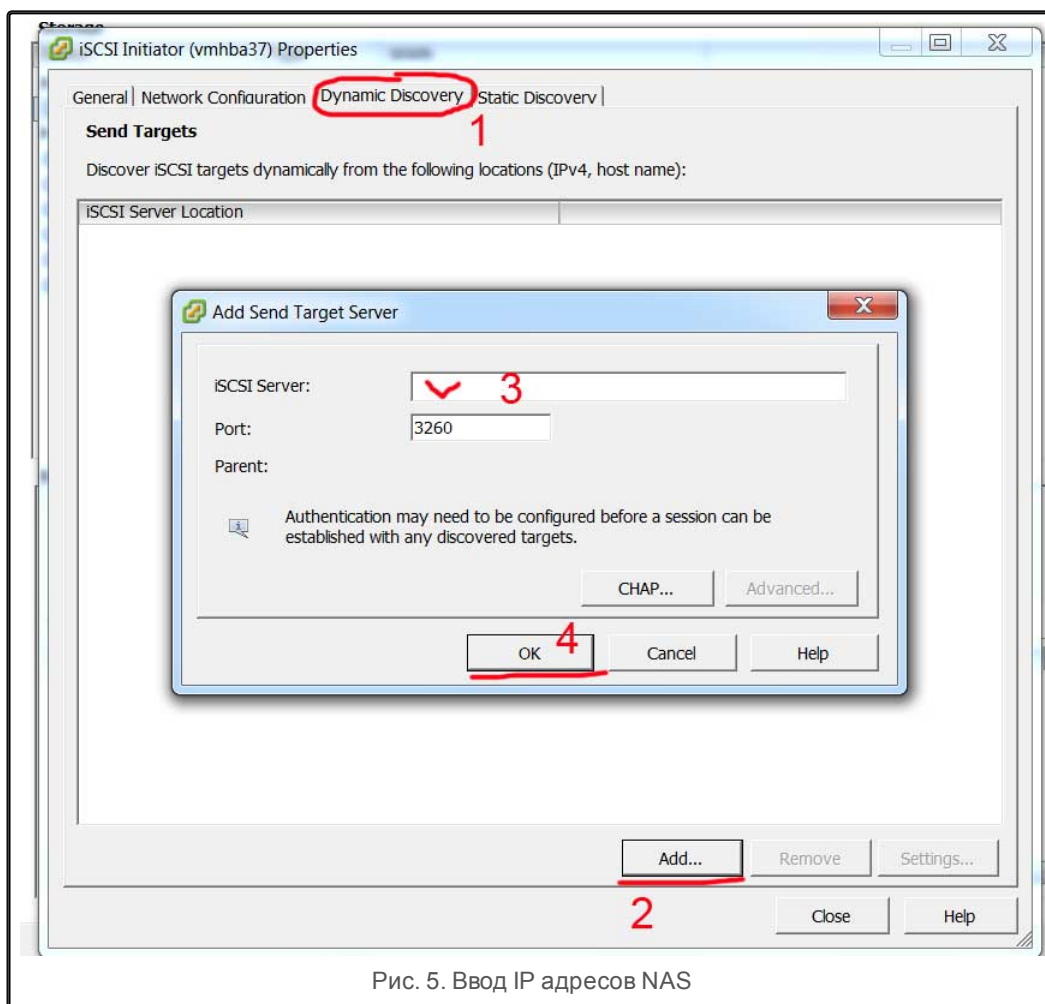 Storage
iSCSI Initiator (vmhba37) Properties
General Network Configuration Dynamic Discovery Static Discovery
1
Send Targets
Discover iSCSI targets dynamically from the following locations (IPv4, host name):
iSCSI Server Location
Add Send Target Server
iSCSI Server: 3
Port: 3260
Parent:
Authentication may need to be configured before a session can be
established with any discovered targets.
CHAP... Advanced...
OK 4 Cancel Help
Add... Remove Settings...
2
Close Help
Рис. 5. Ввод IP адресов NAS